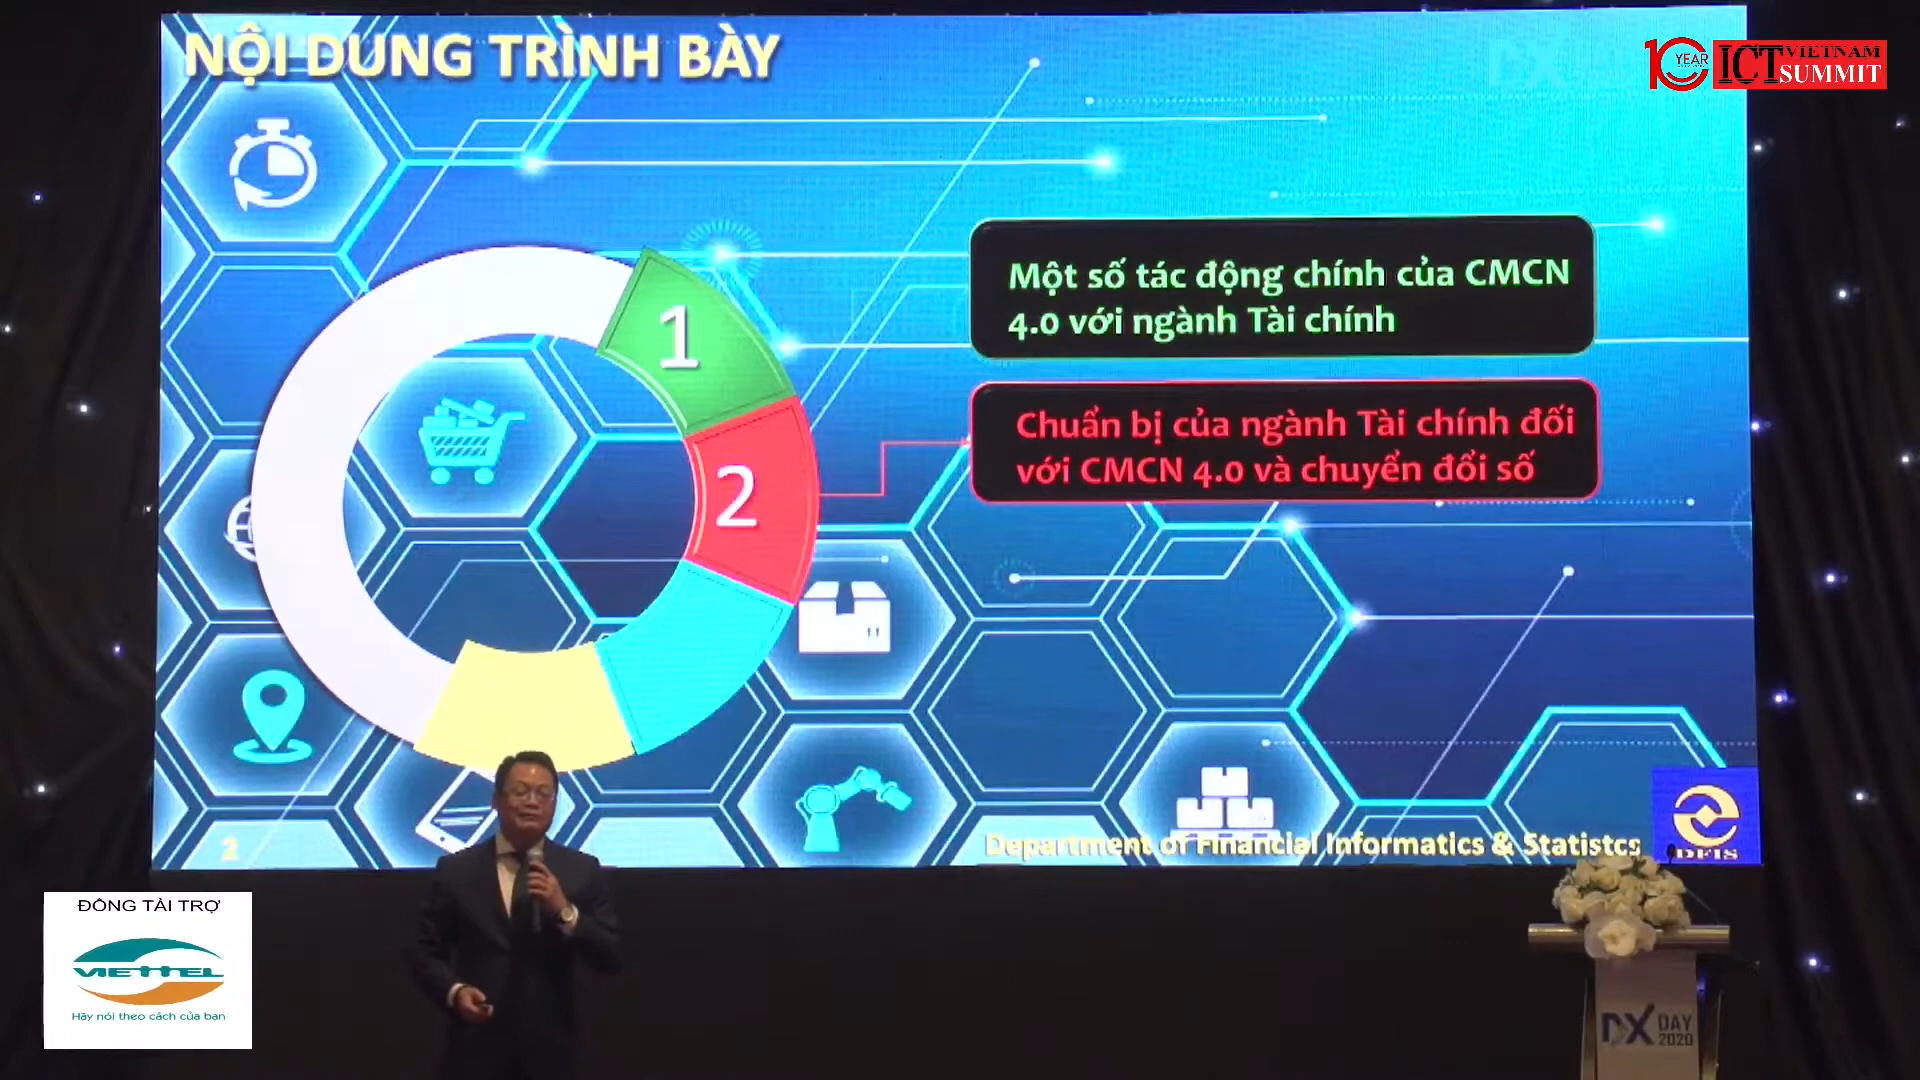 NỘI DUNG TRÌNH BÀY
10 YEAR
ICT VIETNAM SUMMIT
DX
1
Một số tác động chính của CMCN
4.0 với ngành Tài chính
2
Chuẩn bị của ngành Tài chính đối
với CMCN 4.0 và chuyển đổi số
2
Department of Financial Informatics & Statistcs
DFIS
ĐỒNG TÀI TRỢ
VIETTEL
Hãy nói theo cách của bạn
DX DAY
2020